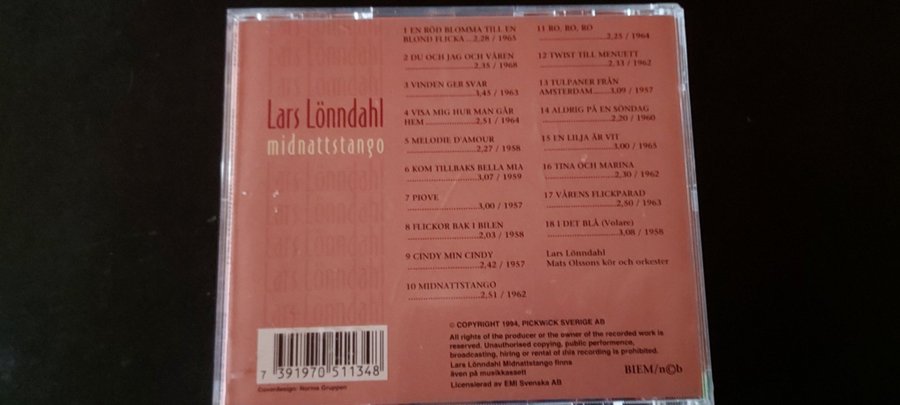 Lars Lönndahl
midnattstango
1 EN RÖD BLOMMA TILL EN
BLOND FLICKA ...2,28 / 1965
2 DU OCH JAG OCH VÅREN
.....................2,35 / 1968
3 VINDEN GER SVAR
.....................3,45 / 1963
4 VISA MIG HUR MAN GÅR
HEM ................2,51 / 1964
5 MELODIE D'AMOUR
.....................2,27 / 1958
6 KOM TILLBAKS BELLA MIA
.....................3,07 / 1959
7 PIOVE
.....................3,00 / 1957
8 FLICKOR BAK I BILEN
.....................2,03 / 1958
9 CINDY MIN CINDY
.....................2,42 / 1957
10 MIDNATTSTANGO
.....................2,51 / 1962
11 RO, RO, RO
.....................2,25 / 1964
12 TWIST TILL MENUETT
.....................2,33 / 1962
13 TULPANER FRÅN
AMSTERDAM.....3,09 / 1957
14 ALDRIG PÅ EN SÖNDAG
.....................2,20 / 1960
15 EN LILJA ÄR VIT
.....................3,00 / 1965
16 TINA OCH MARINA
.....................2,30 / 1962
17 VÅRENS FLICKPARAD
.....................2,50 / 1963
18 I DET BLÅ (Volare)
.....................3,08 / 1958
Lars Lönndahl
Mats Olssons kör och orkester
© COPYRIGHT 1994, PICKWICK SVERIGE AB
All rights of the producer or the owner of the recorded work is
reserved. Unauthorised copying, public performence,
broadcasting, hiring or rental of this recording is prohibited.
Lars Lönndahl Midnattstango finns
även på musikkassett
Licensierad av EMI Svenska AB
BIEM/n©b
7 391970 511348
Coverdesign: Norma Gruppen